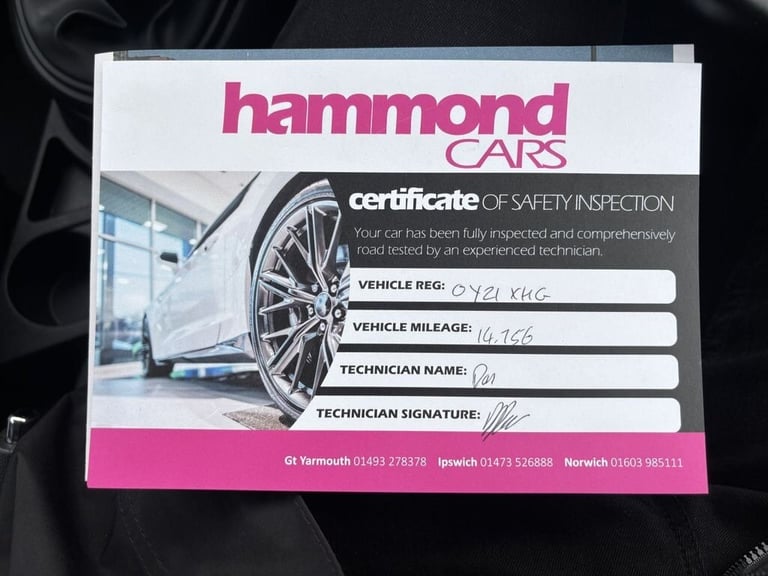 hammond
CARS
certificate OF SAFETY INSPECTION
Your car has been fully inspected and comprehensively
road tested by an experienced technician.
VEHICLE REG: OY21 XHG
VEHICLE MILEAGE: 14,756
TECHNICIAN NAME:
TECHNICIAN SIGNATURE:
Gt Yarmouth 01493 278378 Ipswich 01473 526888 Norwich 01603 985111